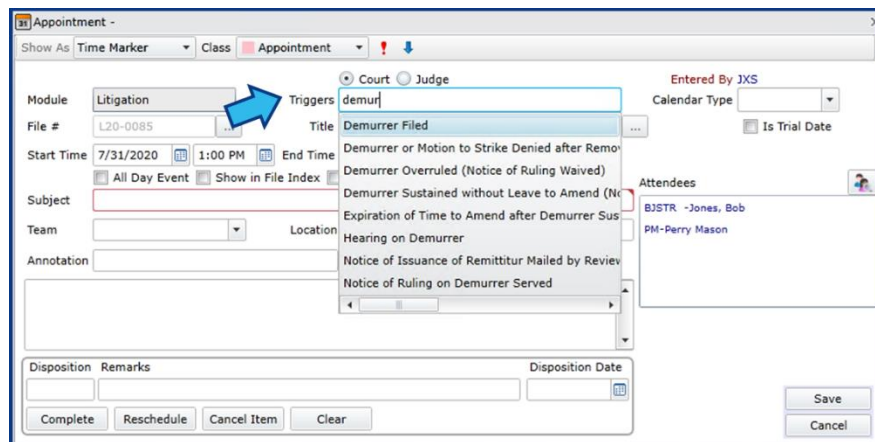 31 Appointment -
Show As Time Marker Class Appointment
Court Judge Entered By JXS
Module Litigation Triggers demur Calendar Type
File # L20-0085 ... Title Demurrer Filed ... Is Trial Date
Demurrer or Motion to Strike Denied after Remov
Start Time 7/31/2020 1:00 PM End Time Demurrer Overruled (Notice of Ruling Waived)
All Day Event Show in File Index Demurrer Sustained without Leave to Amend (No Attendees
Subject Expiration of Time to Amend after Demurrer Sus BJSTR -Jones, Bob
Team Location Hearing on Demurrer PM-Perry Mason
Annotation Notice of Issuance of Remittitur Mailed by Review
Notice of Ruling on Demurrer Served
Disposition Remarks Disposition Date
Complete Reschedule Cancel Item Clear
Save
Cancel